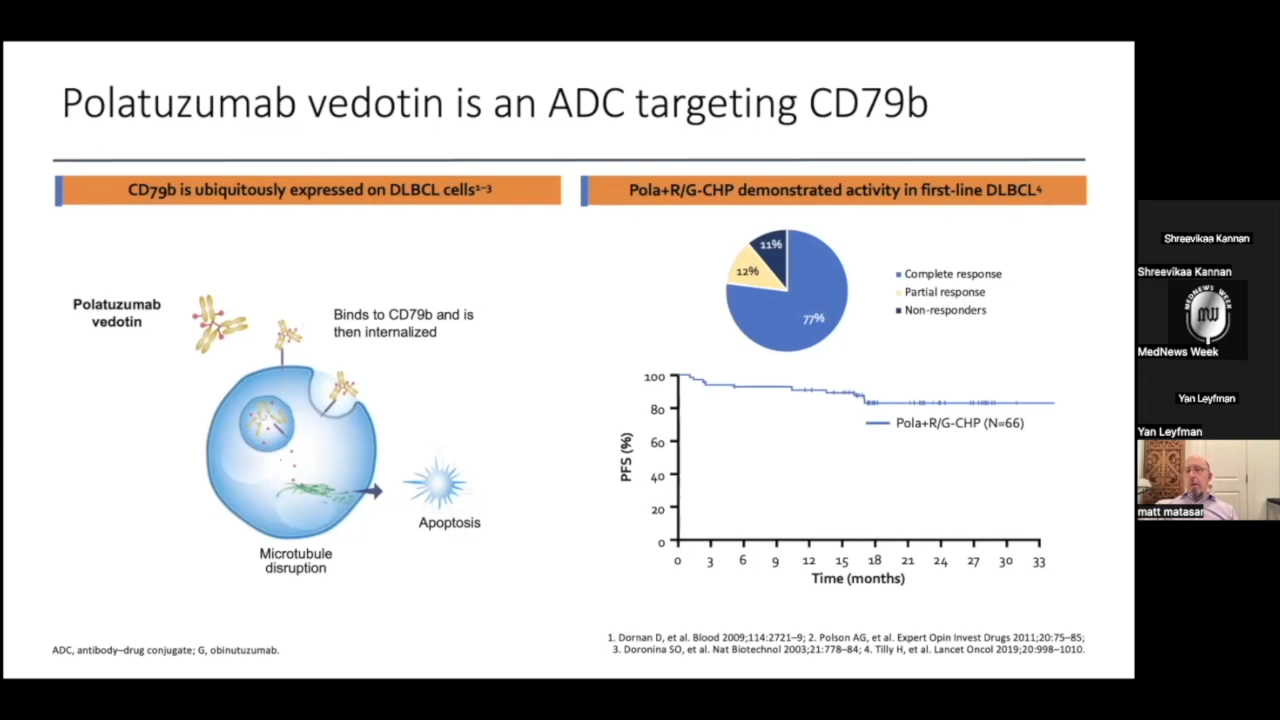 Polatuzumab vedotin is an ADC targeting CD79b
CD79b is ubiquitously expressed on DLBCL cells¹⁻³
Polatuzumab
vedotin
Binds to CD79b and is
then internalized
Apoptosis
Microtubule
disruption
Pola+R/G-CHP demonstrated activity in first-line DLBCL⁴
11%
12%
77%
Complete response
Partial response
Non-responders
100
80
60
40
20
0
PFS (%)
Pola+R/G-CHP (N=66)
0 3 6 9 12 15 18 21 24 27 30 33
Time (months)
ADC, antibody–drug conjugate; G, obinutuzumab.
1. Dornan D, et al. Blood 2009;114:2721–9; 2. Polson AG, et al. Expert Opin Invest Drugs 2011;20:75–85;
3. Doronina SO, et al. Nat Biotechnol 2003;21:778–84; 4. Tilly H, et al. Lancet Oncol 2019;20:998–1010.
Shreevikaa Kannan
Shreevikaa Kannan
MEDNEWS WEEK
MW
MedNews Week
Yan Leyfman
Yan Leyfman
matt matasar